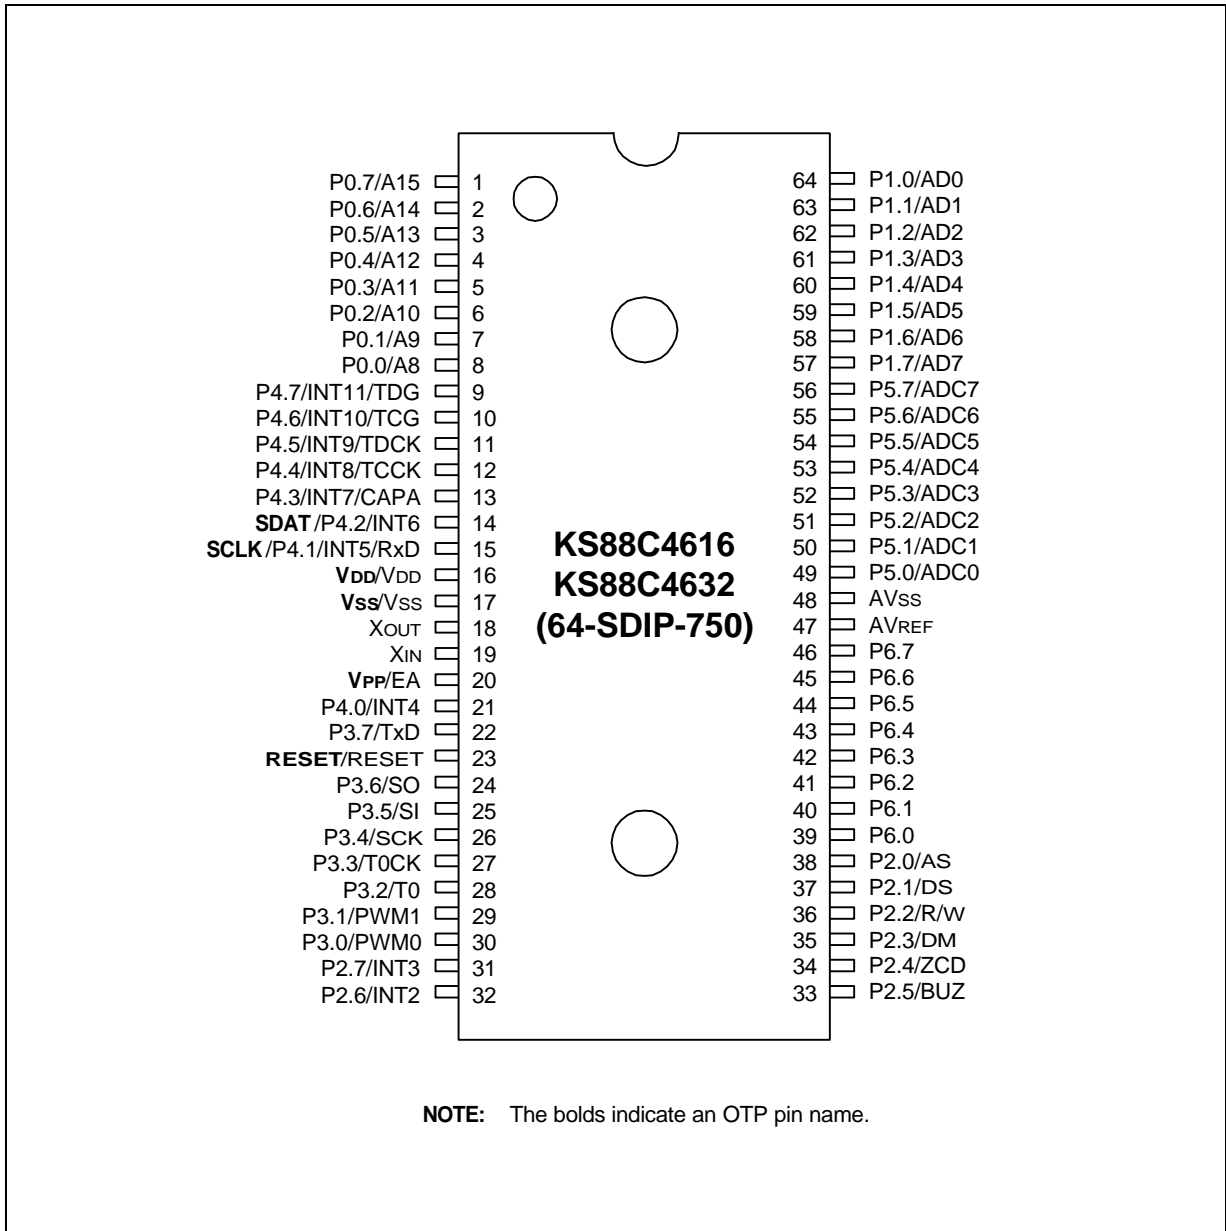 P0.7/A15 1
P0.6/A14 2
P0.5/A13 3
P0.4/A12 4
P0.3/A11 5
P0.2/A10 6
P0.1/A9 7
P0.0/A8 8
P4.7/INT11/TDG 9
P4.6/INT10/TCG 10
P4.5/INT9/TDCK 11
P4.4/INT8/TCCK 12
P4.3/INT7/CAPA 13
SDAT/P4.2/INT6 14
SCLK/P4.1/INT5/RxD 15
VDD/VDD 16
VSS/VSS 17
XOUT 18
XIN 19
VPP/EA 20
P4.0/INT4 21
P3.7/TxD 22
RESET/RESET 23
P3.6/SO 24
P3.5/SI 25
P3.4/SCK 26
P3.3/T0CK 27
P3.2/T0 28
P3.1/PWM1 29
P3.0/PWM0 30
P2.7/INT3 31
P2.6/INT2 32
KS88C4616
KS88C4632
(64-SDIP-750)
64 P1.0/AD0
63 P1.1/AD1
62 P1.2/AD2
61 P1.3/AD3
60 P1.4/AD4
59 P1.5/AD5
58 P1.6/AD6
57 P1.7/AD7
56 P5.7/ADC7
55 P5.6/ADC6
54 P5.5/ADC5
53 P5.4/ADC4
52 P5.3/ADC3
51 P5.2/ADC2
50 P5.1/ADC1
49 P5.0/ADC0
48 AVSS
47 AVREF
46 P6.7
45 P6.6
44 P6.5
43 P6.4
42 P6.3
41 P6.2
40 P6.1
39 P6.0
38 P2.0/AS
37 P2.1/DS
36 P2.2/R/W
35 P2.3/DM
34 P2.4/ZCD
33 P2.5/BUZ
NOTE: The bolds indicate an OTP pin name.